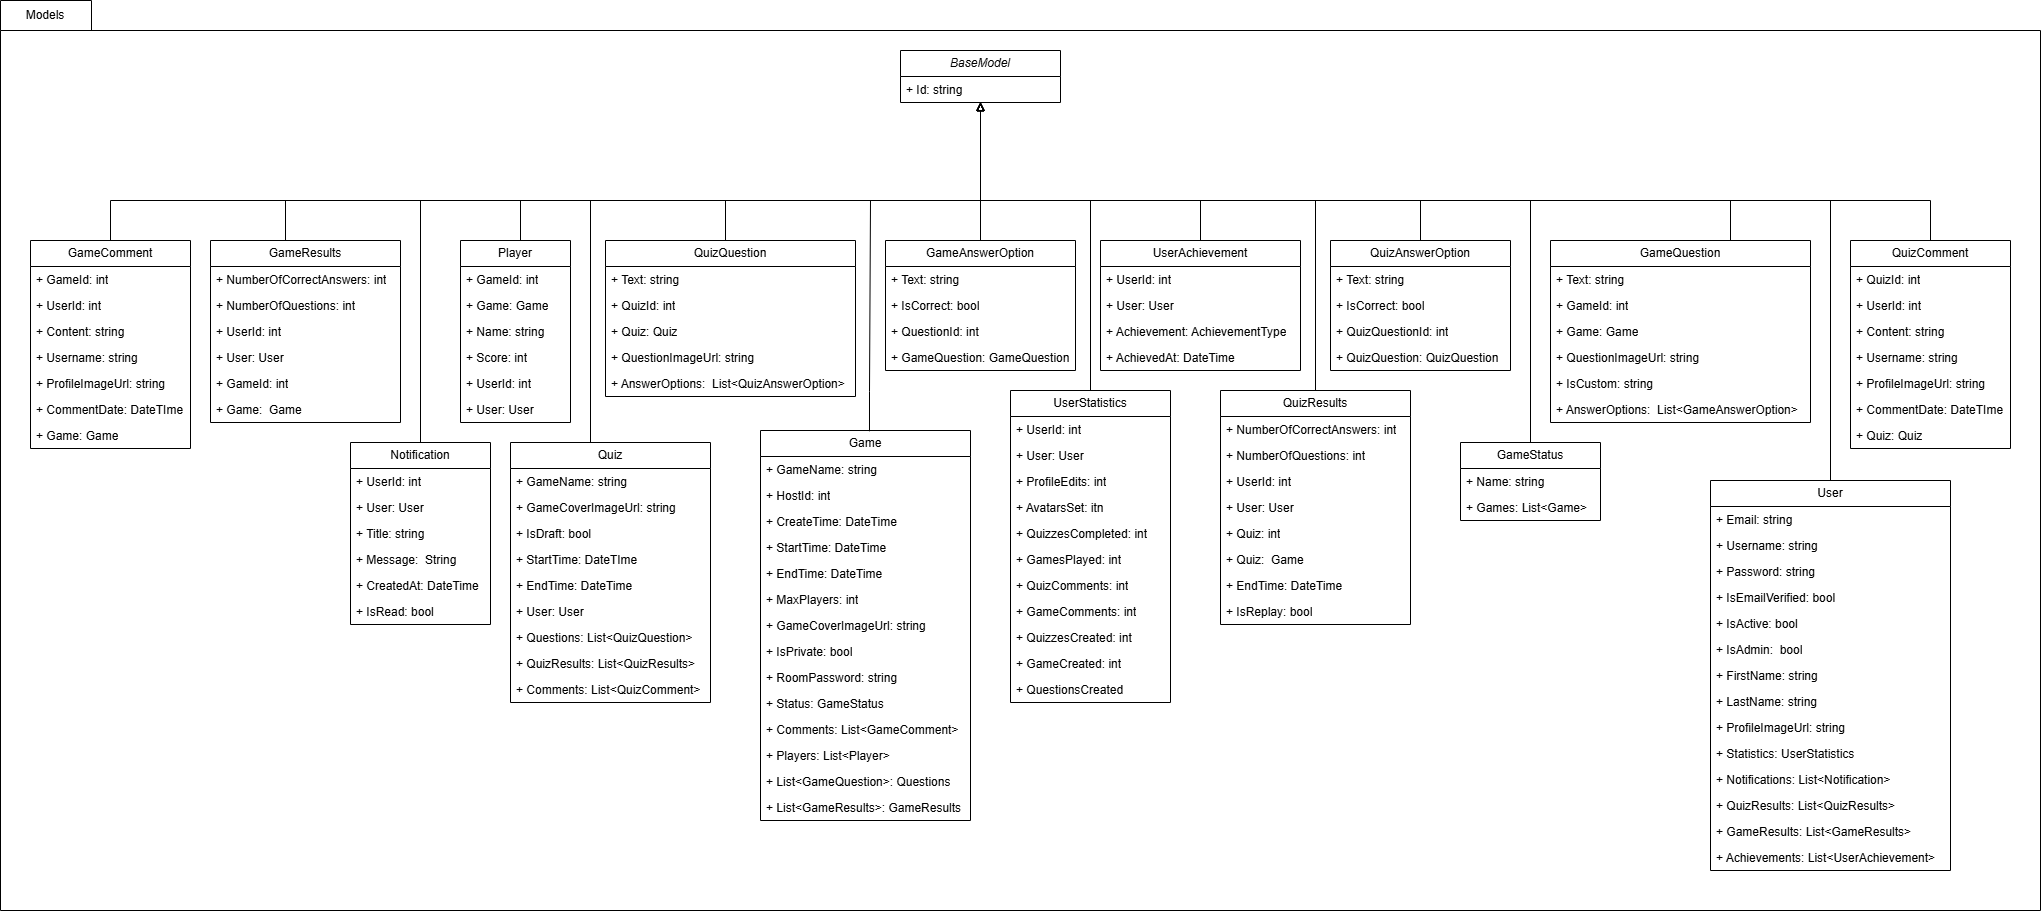 Models
BaseModel
+ Id: string
GameComment
+ GameId: int
+ UserId: int
+ Content: string
+ Username: string
+ ProfileImageUrl: string
+ CommentDate: DateTIme
+ Game: Game
GameResults
+ NumberOfCorrectAnswers: int
+ NumberOfQuestions: int
+ UserId: int
+ User: User
+ GameId: int
+ Game:  Game
Notification
+ UserId: int
+ User: User
+ Title: string
+ Message:  String
+ CreatedAt: DateTime
+ IsRead: bool
Player
+ GameId: int
+ Game: Game
+ Name: string
+ Score: int
+ UserId: int
+ User: User
Quiz
+ GameName: string
+ GameCoverImageUrl: string
+ IsDraft: bool
+ StartTime: DateTIme
+ EndTime: DateTime
+ User: User
+ Questions: List<QuizQuestion>
+ QuizResults: List<QuizResults>
+ Comments: List<QuizComment>
QuizQuestion
+ Text: string
+ QuizId: int
+ Quiz: Quiz
+ QuestionImageUrl: string
+ AnswerOptions:  List<QuizAnswerOption>
Game
+ GameName: string
+ HostId: int
+ CreateTime: DateTime
+ StartTime: DateTime
+ EndTime: DateTime
+ MaxPlayers: int
+ GameCoverImageUrl: string
+ IsPrivate: bool
+ RoomPassword: string
+ Status: GameStatus
+ Comments: List<GameComment>
+ Players: List<Player>
+ List<GameQuestion>: Questions
+ List<GameResults>: GameResults
GameAnswerOption
+ Text: string
+ IsCorrect: bool
+ QuestionId: int
+ GameQuestion: GameQuestion
UserStatistics
+ UserId: int
+ User: User
+ ProfileEdits: int
+ AvatarsSet: itn
+ QuizzesCompleted: int
+ GamesPlayed: int
+ QuizComments: int
+ GameComments: int
+ QuizzesCreated: int
+ GameCreated: int
+ QuestionsCreated
UserAchievement
+ UserId: int
+ User: User
+ Achievement: AchievementType
+ AchievedAt: DateTime
QuizResults
+ NumberOfCorrectAnswers: int
+ NumberOfQuestions: int
+ UserId: int
+ User: User
+ Quiz: int
+ Quiz:  Game
+ EndTime: DateTime
+ IsReplay: bool
QuizAnswerOption
+ Text: string
+ IsCorrect: bool
+ QuizQuestionId: int
+ QuizQuestion: QuizQuestion
GameStatus
+ Name: string
+ Games: List<Game>
GameQuestion
+ Text: string
+ GameId: int
+ Game: Game
+ QuestionImageUrl: string
+ IsCustom: string
+ AnswerOptions:  List<GameAnswerOption>
User
+ Email: string
+ Username: string
+ Password: string
+ IsEmailVerified: bool
+ IsActive: bool
+ IsAdmin:  bool
+ FirstName: string
+ LastName: string
+ ProfileImageUrl: string
+ Statistics: UserStatistics
+ Notifications: List<Notification>
+ QuizResults: List<QuizResults>
+ GameResults: List<GameResults>
+ Achievements: List<UserAchievement>
QuizComment
+ QuizId: int
+ UserId: int
+ Content: string
+ Username: string
+ ProfileImageUrl: string
+ CommentDate: DateTIme
+ Quiz: Quiz